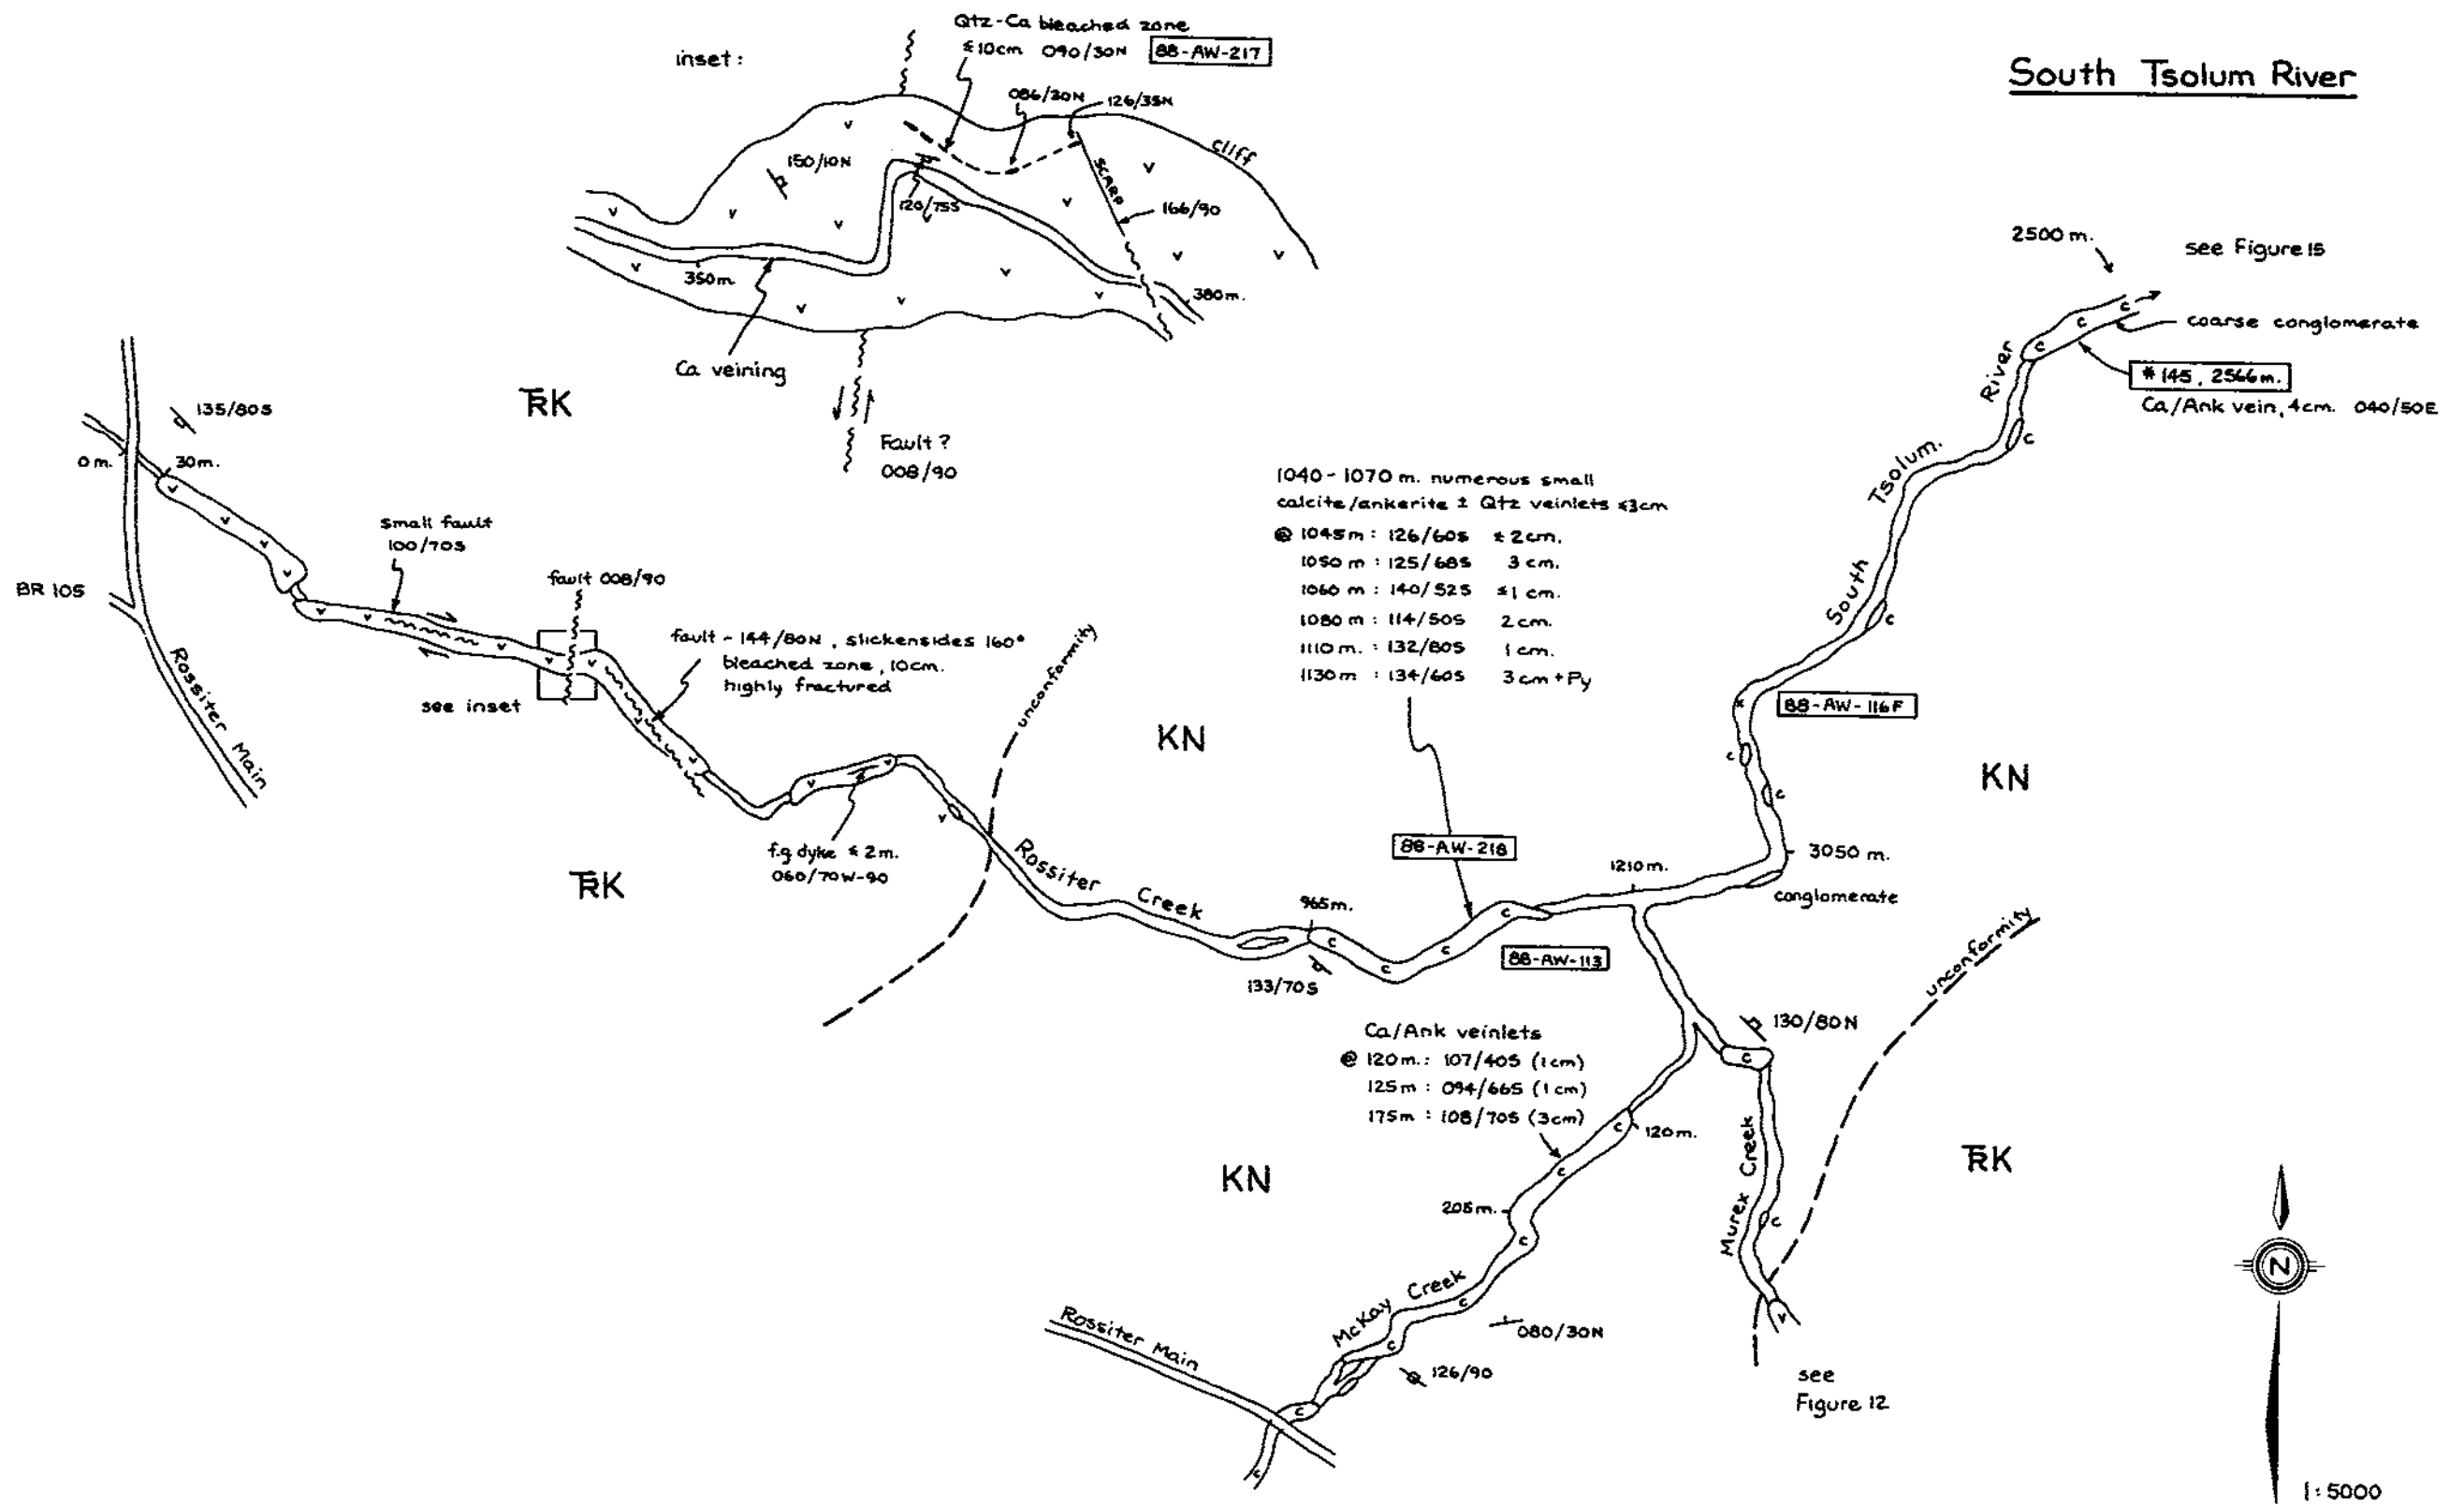 South Tsolum River
inset :
Qtz-Ca bleached zone
≤10cm 090/30N 88-AW-217
086/30N
126/35N
cliff
150/10N
SCARP
120/75S
166/90
350m.
380m.
Ca veining
Fault ?
008/90
2500 m.
see Figure 15
coarse conglomerate
# 145, 2566m.
Ca/Ank vein, 4cm. 040/50E
TRK
135/80S
0 m.
30m.
small fault
100/70S
BR 105
fault 008/90
see inset
Rossiter Main
fault - 144/80N, slickensides 160°
bleached zone, 10cm.
highly fractured
unconformity
f.g dyke ≤ 2m.
060/70W-90
TRK
KN
1040-1070 m. numerous small
calcite/ankerite ± Qtz veinlets ≤3cm
@ 1045m : 126/60S ± 2cm.
1050 m : 125/68S 3 cm.
1060 m : 140/52S ≤1 cm.
1080 m : 114/50S 2 cm.
1110 m. : 132/80S 1 cm.
1130 m : 134/60S 3 cm + Py
South Tsolum River
88-AW-116F
KN
88-AW-218
Rossiter Creek
965m.
1210m.
3050 m.
conglomerate
133/70S
88-AW-113
unconformity
Ca/Ank veinlets
@ 120m.: 107/40S (1cm)
125m : 094/66S (1cm)
175m : 108/70S (3cm)
130/80N
120m.
KN
205m.
Murex Creek
TRK
McKay Creek
Rossiter Main
080/30N
126/90
see
Figure 12
N
1:5000